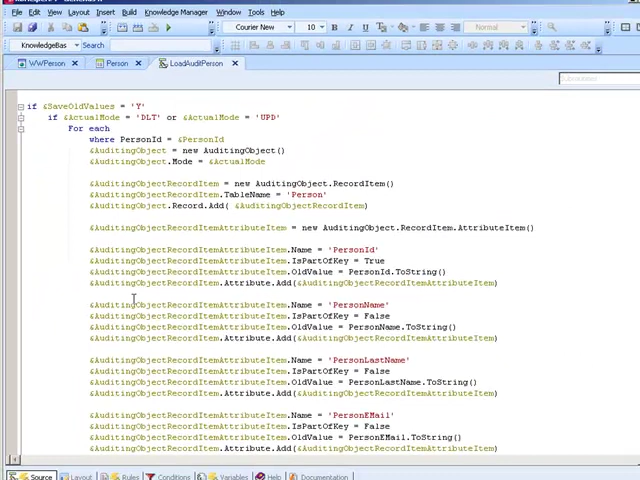 File Edit View Layout Insert Build Knowledge Manager Window Tools Help
Courier New 10 B I U Normal
KnowledgeBas Search
WWPerson Person LoadAuditPerson
Subroutines
if &SaveOldValues = 'Y'
if &ActualMode = 'DLT' or &ActualMode = 'UPD'
For each
where PersonId = &PersonId
&AuditingObject = new AuditingObject()
&AuditingObject.Mode = &ActualMode
&AuditingObjectRecordItem = new AuditingObject.RecordItem()
&AuditingObjectRecordItem.TableName = 'Person'
&AuditingObject.Record.Add( &AuditingObjectRecordItem)
&AuditingObjectRecordItemAttributeItem = new AuditingObject.RecordItem.AttributeItem()
&AuditingObjectRecordItemAttributeItem.Name = 'PersonId'
&AuditingObjectRecordItemAttributeItem.IsPartOfKey = True
&AuditingObjectRecordItemAttributeItem.OldValue = PersonId.ToString()
&AuditingObjectRecordItem.Attribute.Add(&AuditingObjectRecordItemAttributeItem)
&AuditingObjectRecordItemAttributeItem.Name = 'PersonName'
&AuditingObjectRecordItemAttributeItem.IsPartOfKey = False
&AuditingObjectRecordItemAttributeItem.OldValue = PersonName.ToString()
&AuditingObjectRecordItem.Attribute.Add(&AuditingObjectRecordItemAttributeItem)
&AuditingObjectRecordItemAttributeItem.Name = 'PersonLastName'
&AuditingObjectRecordItemAttributeItem.IsPartOfKey = False
&AuditingObjectRecordItemAttributeItem.OldValue = PersonLastName.ToString()
&AuditingObjectRecordItem.Attribute.Add(&AuditingObjectRecordItemAttributeItem)
&AuditingObjectRecordItemAttributeItem.Name = 'PersonEMail'
&AuditingObjectRecordItemAttributeItem.IsPartOfKey = False
&AuditingObjectRecordItemAttributeItem.OldValue = PersonEMail.ToString()
&AuditingObjectRecordItem.Attribute.Add(&AuditingObjectRecordItemAttributeItem)
Source Layout Rules Conditions Variables Help Documentation